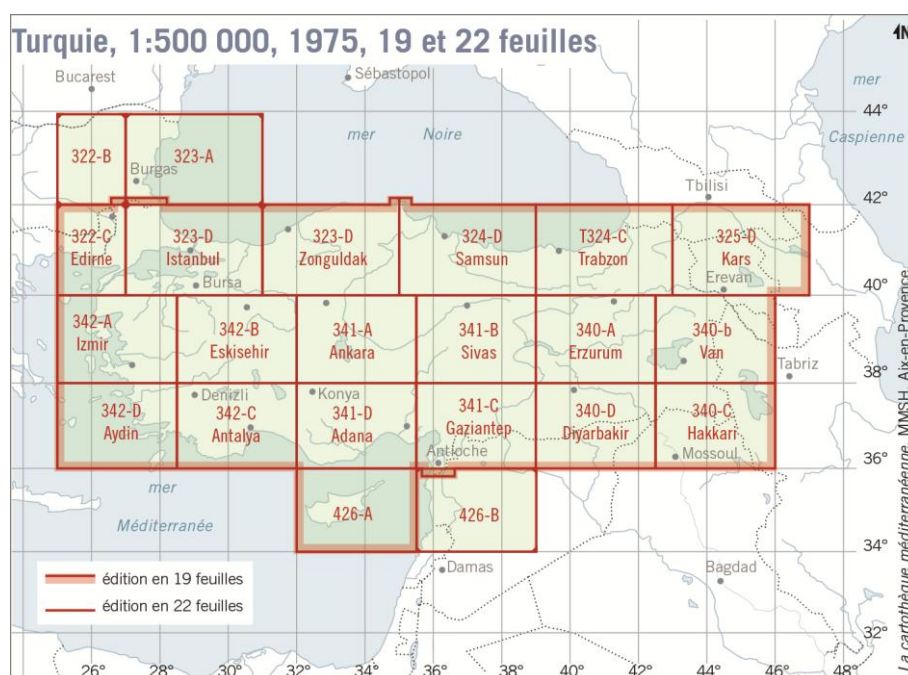 Turquie, 1:500 000, 1975, 19 et 22 feuilles
N
Bucarest
Sébastopol
mer
Caspienne
44°
mer Noire
322-B
323-A
Burgas
Tbilisi
42°
322-C
Edirne
323-D
Istanbul
323-D
Zonguldak
324-D
Samsun
T324-C
Trabzon
325-D
Kars
Bursa
Erevan
40°
342-A
Izmir
342-B
Eskisehir
341-A
Ankara
341-B
Sivas
340-A
Erzurum
340-b
Van
Tabriz
38°
342-D
Aydin
Denizli
342-C
Antalya
Konya
341-D
Adana
341-C
Gaziantep
340-D
Diyarbakir
340-C
Hakkari
Antioche
Mossoul
36°
mer
Méditerranée
426-A
426-B
34°
Damas
Bagdad
édition en 19 feuilles
édition en 22 feuilles
32°
26° 28° 30° 32° 34° 36° 38° 40° 42° 44° 46° 48°
La cartothèque méditerranéenne, MMSH, Aix-en-Provence